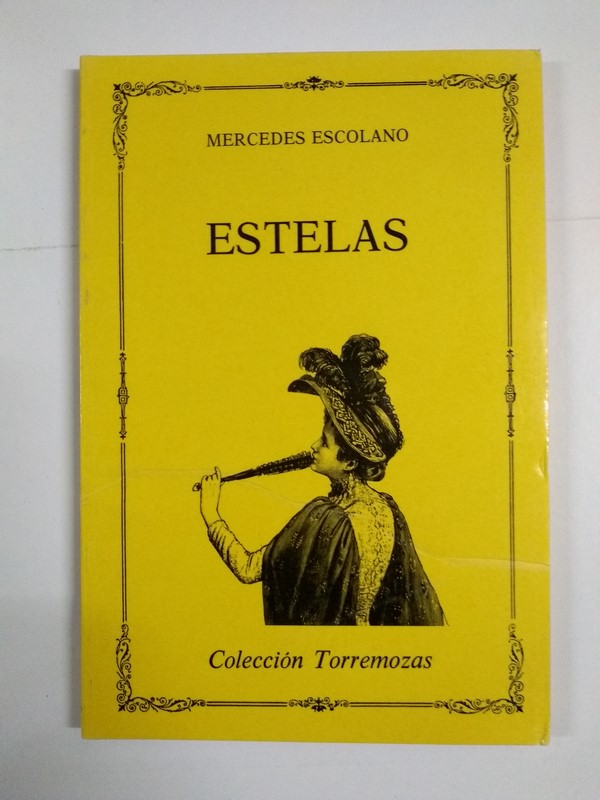 MERCEDES ESCOLANO
ESTELAS
Colección Torremozas